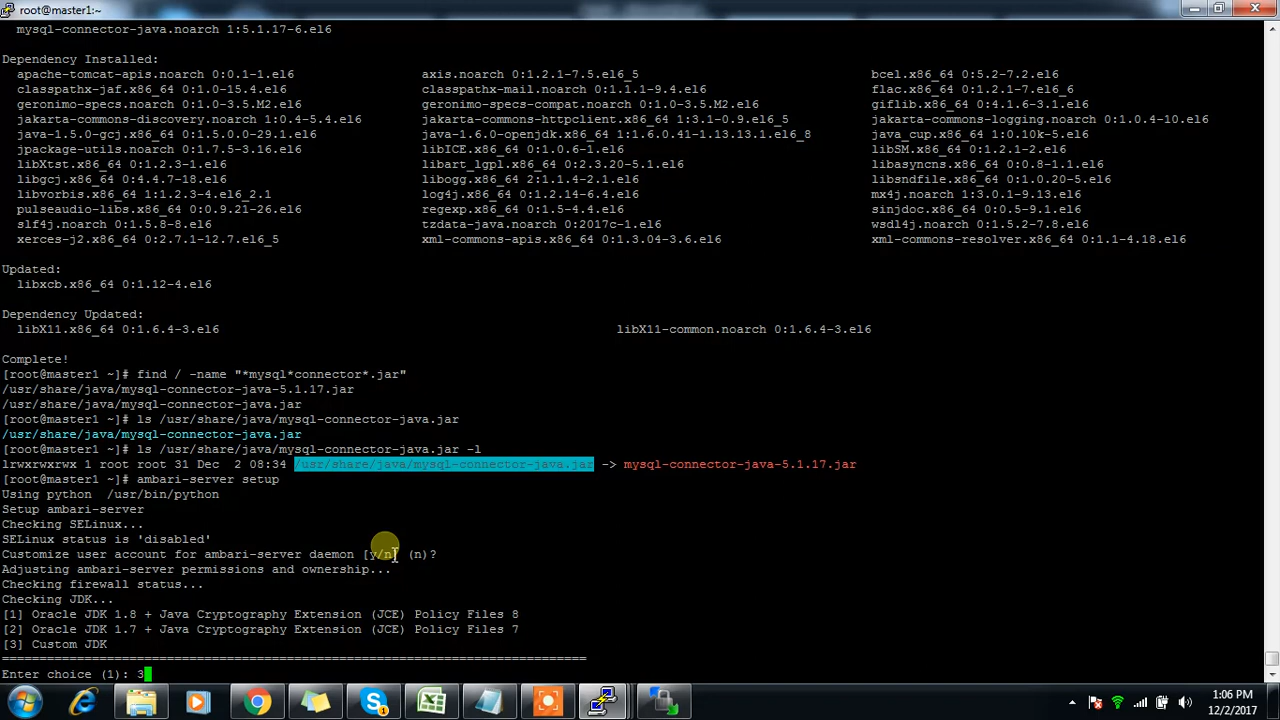 root@master1:~
mysql-connector-java.noarch 1:5.1.17-6.el6
Dependency Installed:
apache-tomcat-apis.noarch 0:0.1-1.el6 axis.noarch 0:1.2.1-7.5.el6_5 bcel.x86_64 0:5.2-7.2.el6
classpathx-jaf.x86_64 0:1.0-15.4.el6 classpathx-mail.noarch 0:1.1.1-9.4.el6 flac.x86_64 0:1.2.1-7.el6_6
geronimo-specs.noarch 0:1.0-3.5.M2.el6 geronimo-specs-compat.noarch 0:1.0-3.5.M2.el6 giflib.x86_64 0:4.1.6-3.1.el6
jakarta-commons-discovery.noarch 1:0.4-5.4.el6 jakarta-commons-httpclient.x86_64 1:3.1-0.9.el6_5 jakarta-commons-logging.noarch 0:1.0.4-10.el6
java-1.5.0-gcj.x86_64 0:1.5.0.0-29.1.el6 java-1.6.0-openjdk.x86_64 1:1.6.0.41-1.13.13.1.el6_8 java_cup.x86_64 1:0.10k-5.el6
jpackage-utils.noarch 0:1.7.5-3.16.el6 libICE.x86_64 0:1.0.6-1.el6 libSM.x86_64 0:1.2.1-2.el6
libXtst.x86_64 0:1.2.3-1.el6 libart_lgpl.x86_64 0:2.3.20-5.1.el6 libasyncns.x86_64 0:0.8-1.1.el6
libgcj.x86_64 0:4.4.7-18.el6 libogg.x86_64 2:1.1.4-2.1.el6 libsndfile.x86_64 0:1.0.20-5.el6
libvorbis.x86_64 1:1.2.3-4.el6_2.1 log4j.x86_64 0:1.2.14-6.4.el6 mx4j.noarch 1:3.0.1-9.13.el6
pulseaudio-libs.x86_64 0:0.9.21-26.el6 regexp.x86_64 0:1.5-4.4.el6 sinjdoc.x86_64 0:0.5-9.1.el6
slf4j.noarch 0:1.5.8-8.el6 tzdata-java.noarch 0:2017c-1.el6 wsdl4j.noarch 0:1.5.2-7.8.el6
xerces-j2.x86_64 0:2.7.1-12.7.el6_5 xml-commons-apis.x86_64 0:1.3.04-3.6.el6 xml-commons-resolver.x86_64 0:1.1-4.18.el6
Updated:
libxcb.x86_64 0:1.12-4.el6
Dependency Updated:
libX11.x86_64 0:1.6.4-3.el6 libX11-common.noarch 0:1.6.4-3.el6
Complete!
[root@master1 ~]# find / -name "*mysql*connector*.jar"
/usr/share/java/mysql-connector-java-5.1.17.jar
/usr/share/java/mysql-connector-java.jar
[root@master1 ~]# ls /usr/share/java/mysql-connector-java.jar
/usr/share/java/mysql-connector-java.jar
[root@master1 ~]# ls /usr/share/java/mysql-connector-java.jar -l
lrwxrwxrwx 1 root root 31 Dec  2 08:34 /usr/share/java/mysql-connector-java.jar -> mysql-connector-java-5.1.17.jar
[root@master1 ~]# ambari-server setup
Using python  /usr/bin/python
Setup ambari-server
Checking SELinux...
SELinux status is 'disabled'
Customize user account for ambari-server daemon [y/n] (n)?
Adjusting ambari-server permissions and ownership...
Checking firewall status...
Checking JDK...
[1] Oracle JDK 1.8 + Java Cryptography Extension (JCE) Policy Files 8
[2] Oracle JDK 1.7 + Java Cryptography Extension (JCE) Policy Files 7
[3] Custom JDK
==============================================================================
Enter choice (1): 3
1:06 PM
12/2/2017